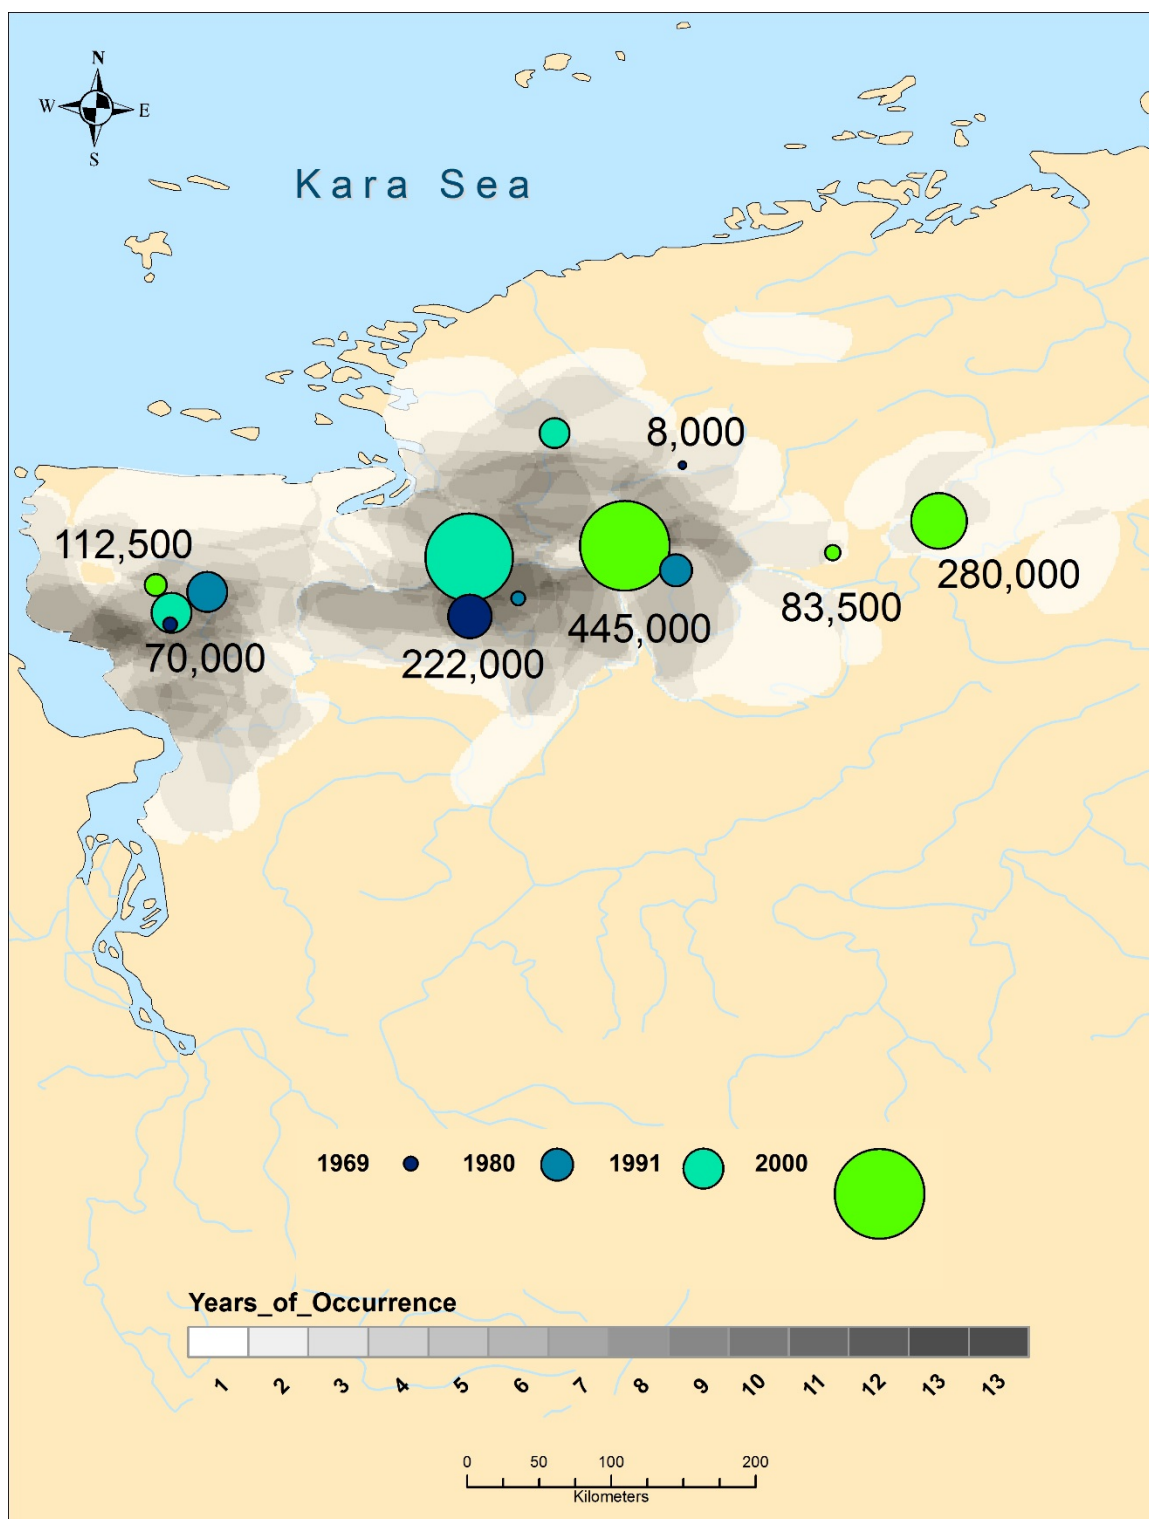 N
W E
S
Kara Sea
8,000
112,500
280,000
83,500
445,000
70,000
222,000
1969 1980 1991 2000
Years_of_Occurrence
1 2 3 4 5 6 7 8 9 10 11 12 13 13
0 50 100 200
Kilometers